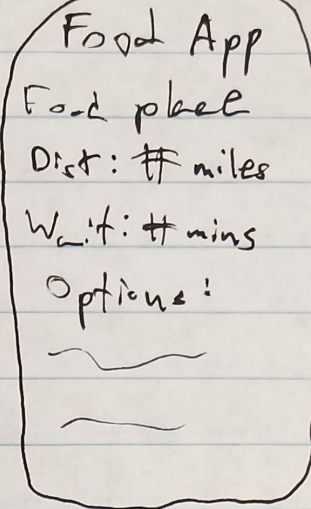 Food App
Food place
Dist: # miles
Wait: # mins
Options: